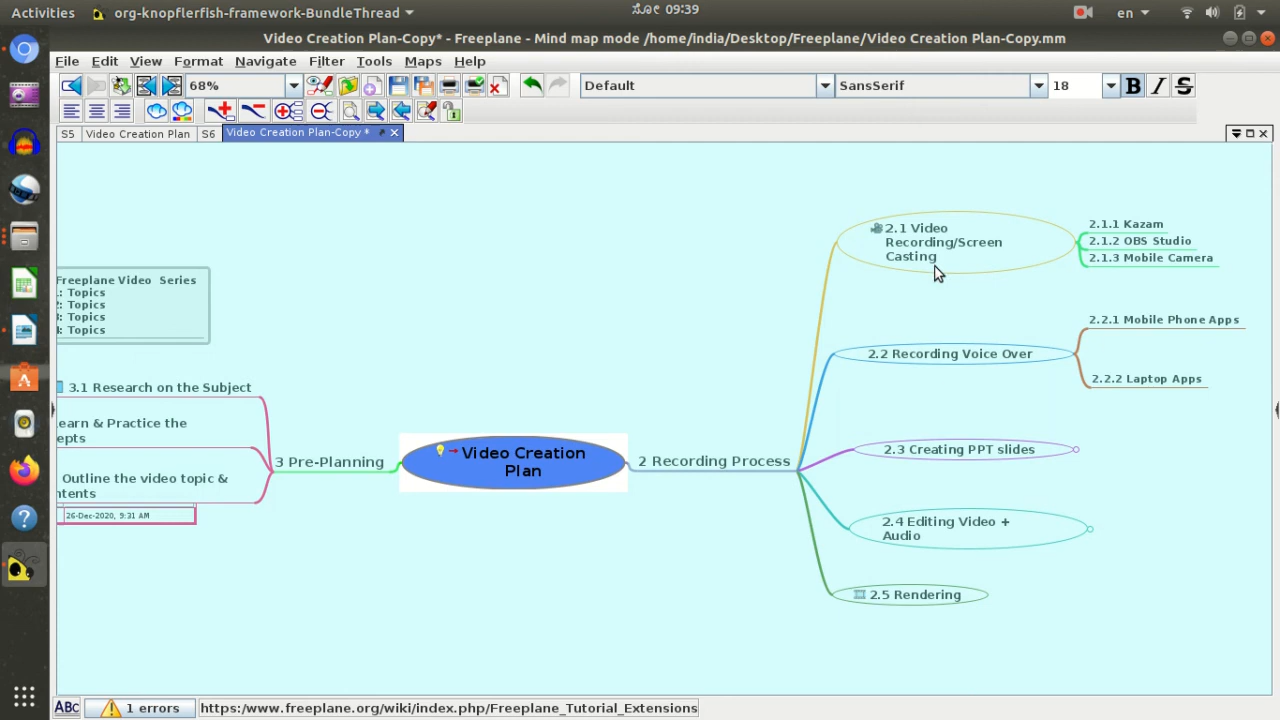 Activities
org-knopflerfish-framework-BundleThread
09:39
en
Video Creation Plan-Copy* - Freeplane - Mind map mode /home/india/Desktop/Freeplane/Video Creation Plan-Copy.mm
File Edit View Format Navigate Filter Tools Maps Help
68%
Default
SansSerif
18
B I S
S5 Video Creation Plan S6 Video Creation Plan-Copy *
2.1 Video
Recording/Screen
Casting
2.1.1 Kazam
2.1.2 OBS Studio
2.1.3 Mobile Camera
Freeplane Video Series
1: Topics
2: Topics
3: Topics
4: Topics
2.2 Recording Voice Over
2.2.1 Mobile Phone Apps
2.2.2 Laptop Apps
3.1 Research on the Subject
earn & Practice the
epts
Outline the video topic &
ntents
26-Dec-2020, 9:31 AM
3 Pre-Planning
Video Creation
Plan
2 Recording Process
2.3 Creating PPT slides
2.4 Editing Video +
Audio
2.5 Rendering
ABC
1 errors
https:/www.freeplane.org/wiki/index.php/Freeplane_Tutorial_Extensions